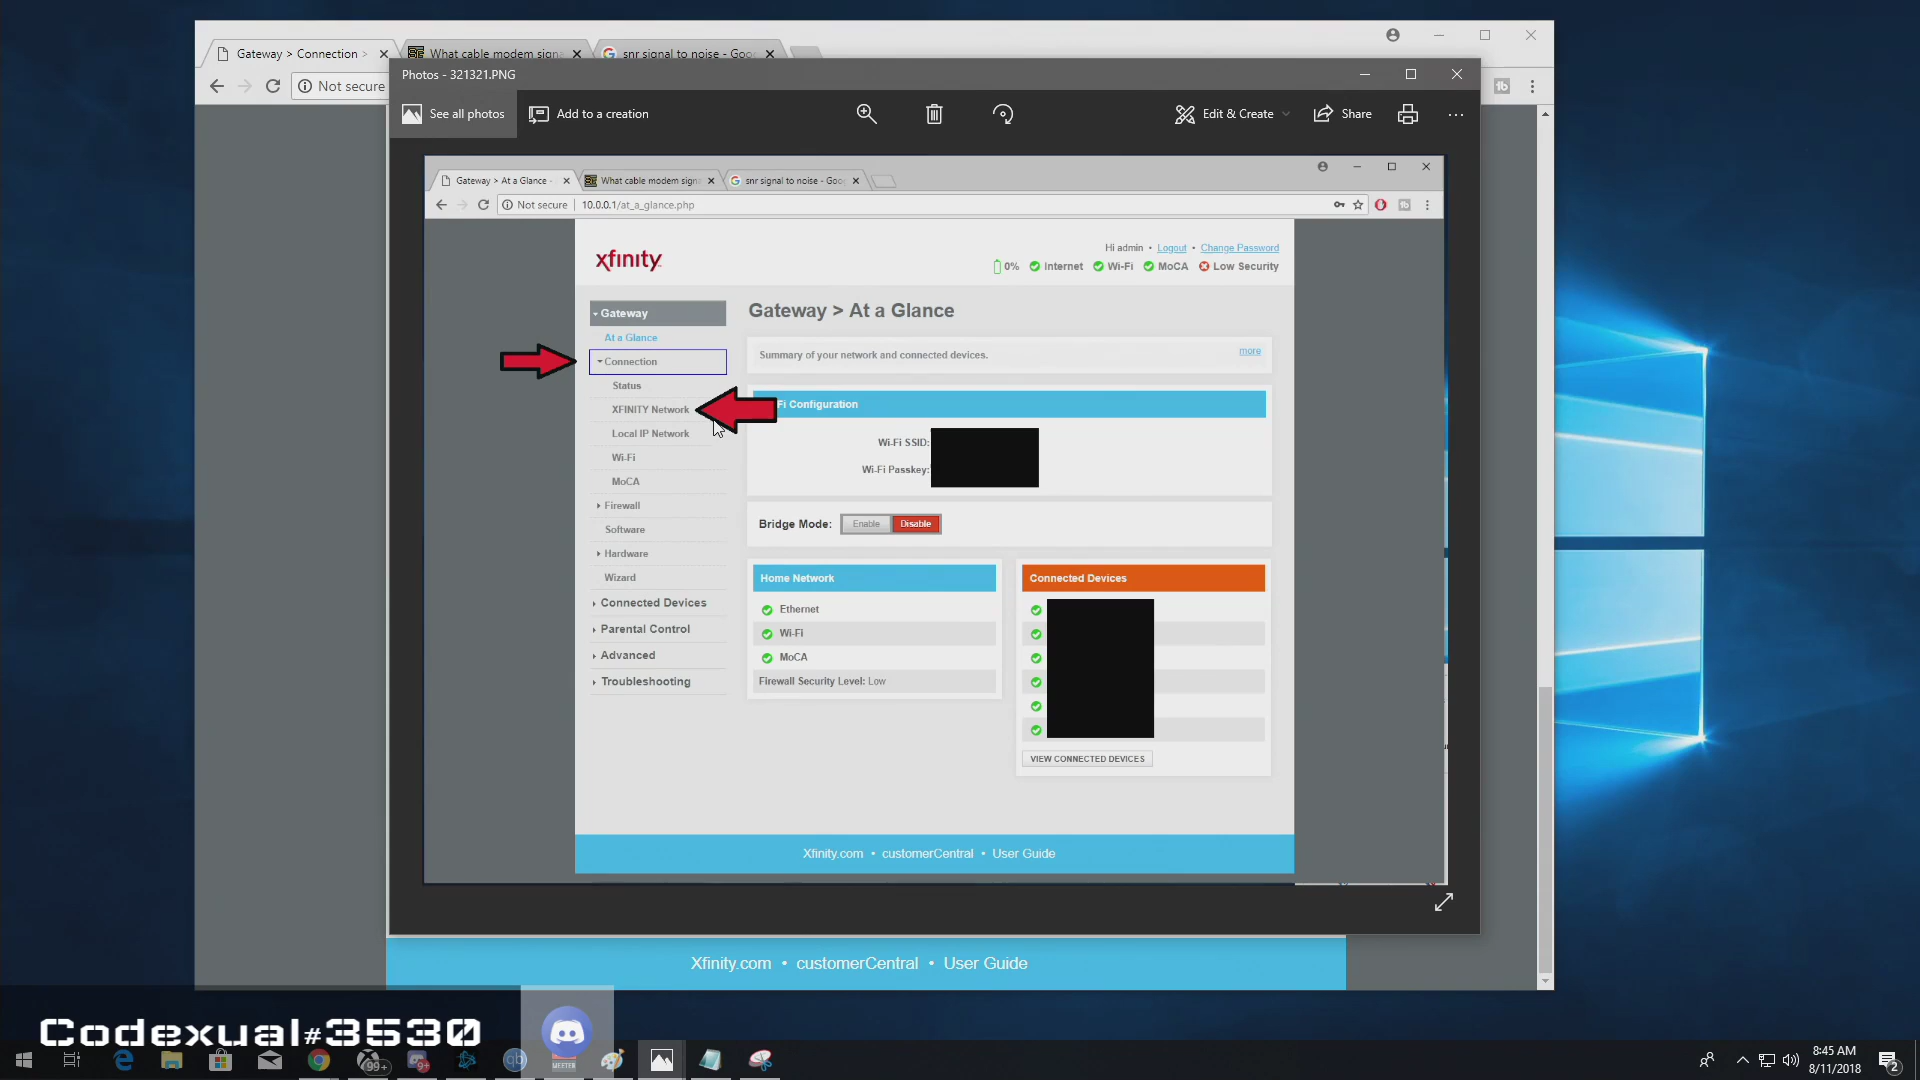 Gateway > Connection >
What cable modem sign
snr signal to noise - Goo
Not secure
Photos - 321321.PNG
See all photos
Add to a creation
Edit & Create
Share
Gateway > At a Glance -
What cable modem sign
snr signal to noise - Goo
Not secure
10.0.0.1/at_a_glance.php
xfinity
Hi admin • Logout • Change Password
0% Internet Wi-Fi MoCA Low Security
Gateway
At a Glance
Connection
Status
XFINITY Network
Local IP Network
Wi-Fi
MoCA
Firewall
Software
Hardware
Wizard
Connected Devices
Parental Control
Advanced
Troubleshooting
Gateway > At a Glance
Summary of your network and connected devices.
more
Fi Configuration
Wi-Fi SSID:
Wi-Fi Passkey:
Bridge Mode:
Enable
Disable
Home Network
Ethernet
Wi-Fi
MoCA
Firewall Security Level: Low
Connected Devices
VIEW CONNECTED DEVICES
Xfinity.com • customerCentral • User Guide
Xfinity.com • customerCentral • User Guide
Codexual#3530
99+
9+
qb
8:45 AM
8/11/2018
2